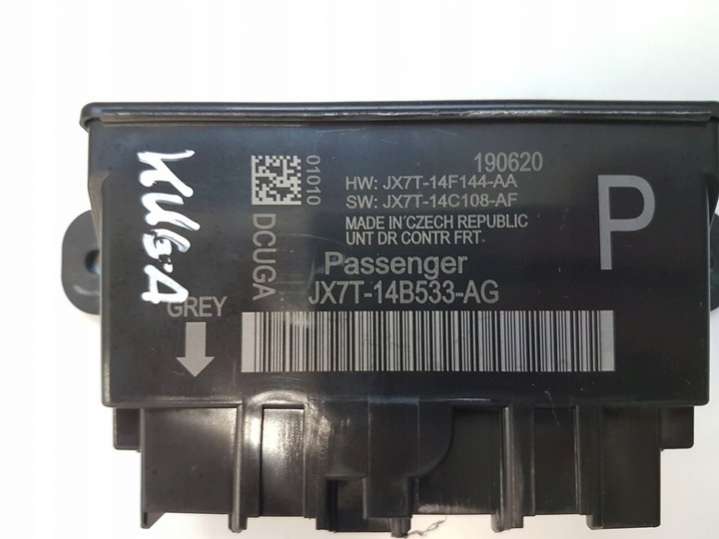 KUGA
190620
HW: JX7T-14F144-AA
SW: JX7T-14C108-AF
MADE IN CZECH REPUBLIC
UNT DR CONTR FRT
01010
DCUGA
P
Passenger
JX7T-14B533-AG
GREY